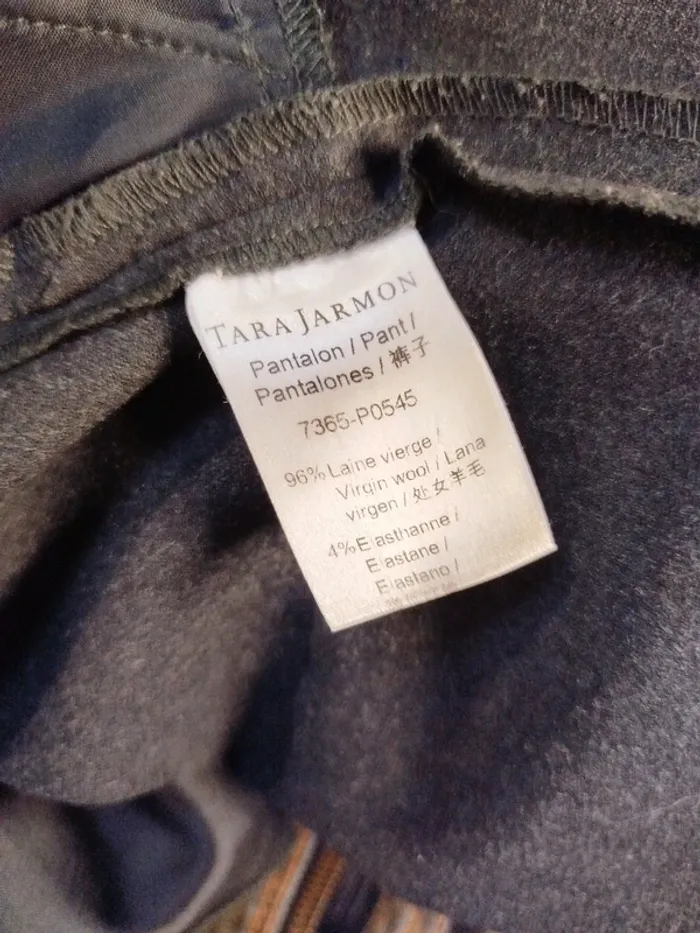 TARA JARMON
Pantalon / Pant /
Pantalones / 裤子
7365-P0545
96% Laine vierge /
Virgin wool / Lana
virgen / 处女羊毛
4% Elasthanne /
Elastane /
Elastano /